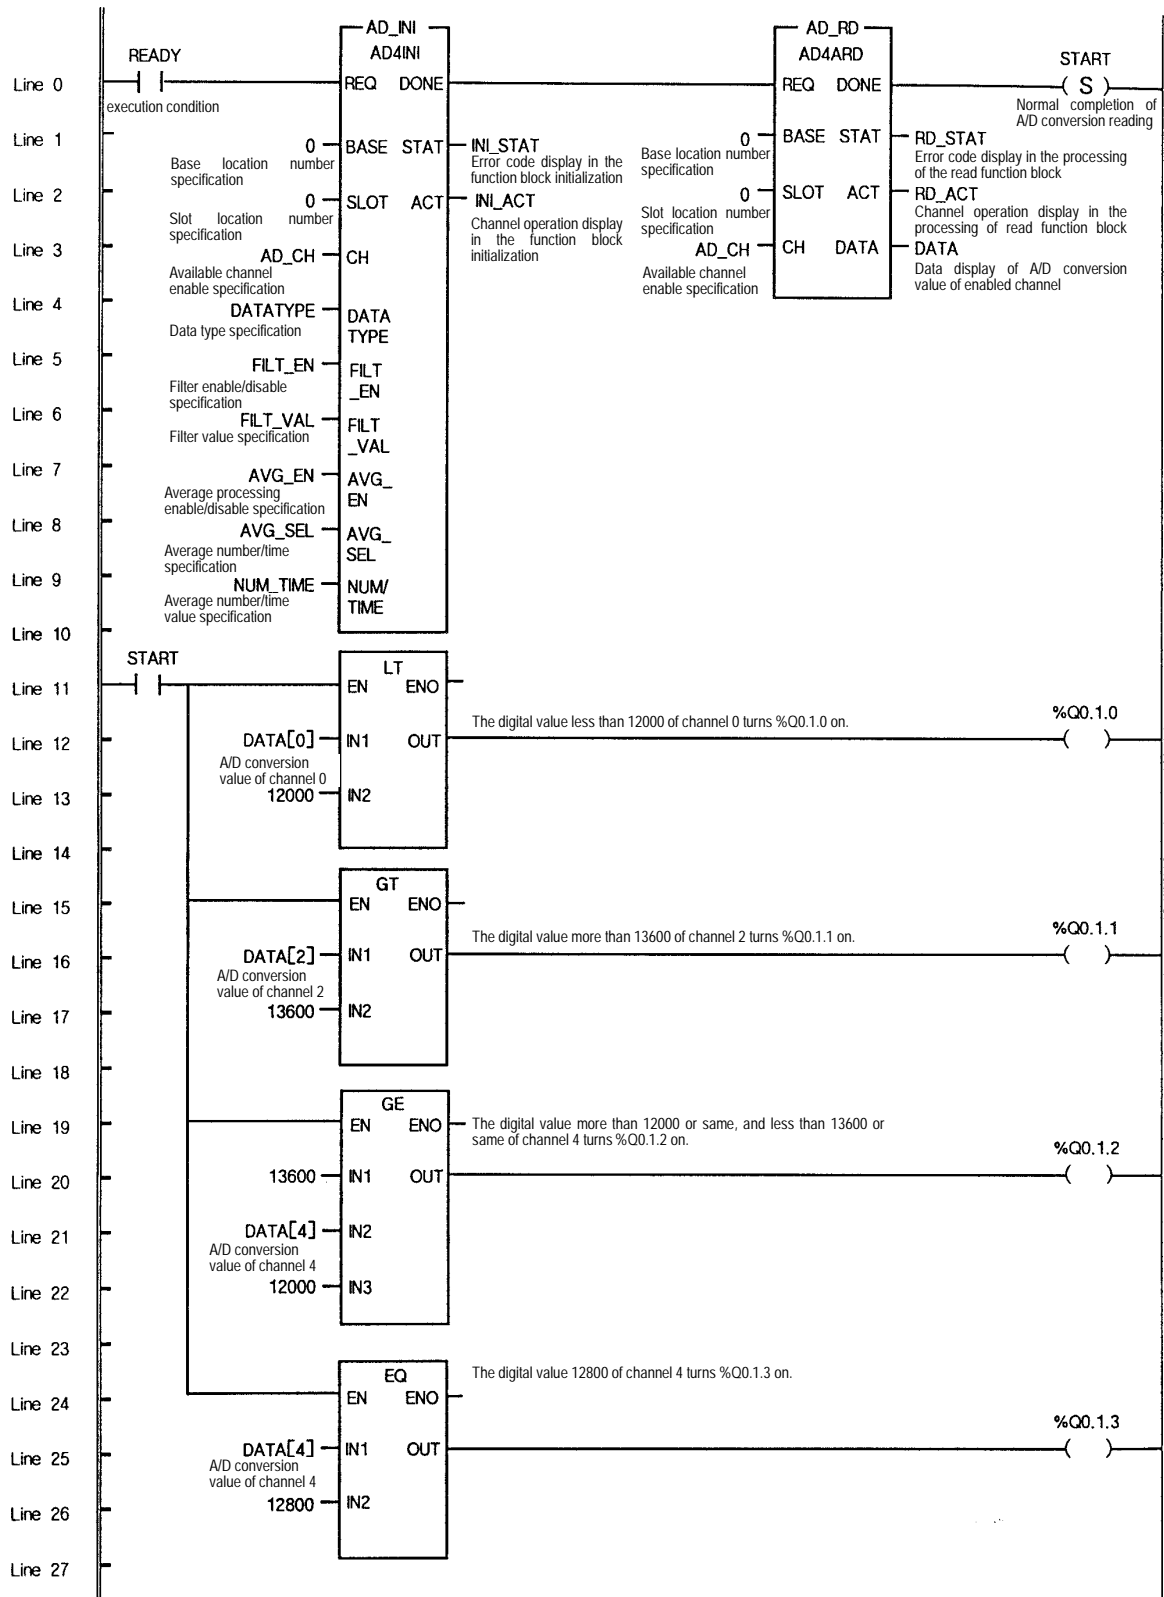 AD_INI
AD4INI
AD_RD
AD4ARD
READY
START
Line 0
REQ DONE
REQ DONE
( S )
execution condition
Normal completion of
A/D conversion reading
Line 1
0
BASE STAT
INI_STAT
Base location number
specification
Error code display in the
function block initialization
0
BASE STAT
RD_STAT
Base location number
specification
Error code display in the processing
of the read function block
Line 2
0
SLOT ACT
INI_ACT
Slot location number
specification
Channel operation display
in the function block
initialization
0
SLOT ACT
RD_ACT
Slot location number
specification
Channel operation display in the
processing of read function block
Line 3
AD_CH
CH
Available channel
enable specification
AD_CH
CH DATA
DATA
Available channel
enable specification
Data display of A/D conversion
value of enabled channel
Line 4
DATATYPE
DATA
TYPE
Data type specification
Line 5
FILT_EN
FILT
_EN
Filter enable/disable
specification
Line 6
FILT_VAL
FILT
_VAL
Filter value specification
Line 7
AVG_EN
AVG_
EN
Average processing
enable/disable specification
Line 8
AVG_SEL
AVG_
SEL
Average number/time
specification
Line 9
NUM_TIME
NUM/
TIME
Average number/time
value specification
Line 10
START
LT
Line 11
EN ENO
The digital value less than 12000 of channel 0 turns %Q0.1.0 on.
%Q0.1.0
Line 12
DATA[0]
IN1 OUT
( )
A/D conversion
value of channel 0
Line 13
12000
IN2
Line 14
GT
Line 15
EN ENO
The digital value more than 13600 of channel 2 turns %Q0.1.1 on.
%Q0.1.1
Line 16
DATA[2]
IN1 OUT
( )
A/D conversion
value of channel 2
Line 17
13600
IN2
Line 18
GE
Line 19
EN ENO
The digital value more than 12000 or same, and less than 13600 or
same of channel 4 turns %Q0.1.2 on.
%Q0.1.2
Line 20
13600
IN1 OUT
( )
Line 21
DATA[4]
IN2
A/D conversion
value of channel 4
Line 22
12000
IN3
Line 23
EQ
The digital value 12800 of channel 4 turns %Q0.1.3 on.
Line 24
EN ENO
%Q0.1.3
Line 25
DATA[4]
IN1 OUT
( )
A/D conversion
value of channel 4
Line 26
12800
IN2
Line 27